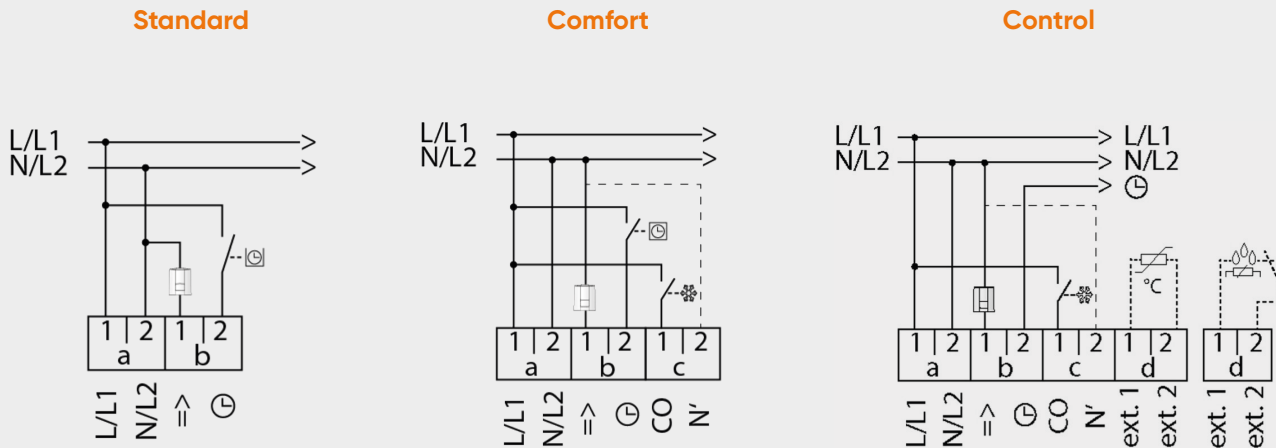 Standard
L/L1
N/L2
1 2 1 2
a b
L/L1 N/L2 =>
Comfort
L/L1
N/L2
1 2 1 2 1 2
a b c
L/L1 N/L2 => CO N'
Control
L/L1 L/L1
N/L2 N/L2
°C
1 2 1 2 1 2 1 2 1 2
a b c d d
L/L1 N/L2 => CO N' ext. 1 ext. 2 ext. 1 ext. 2